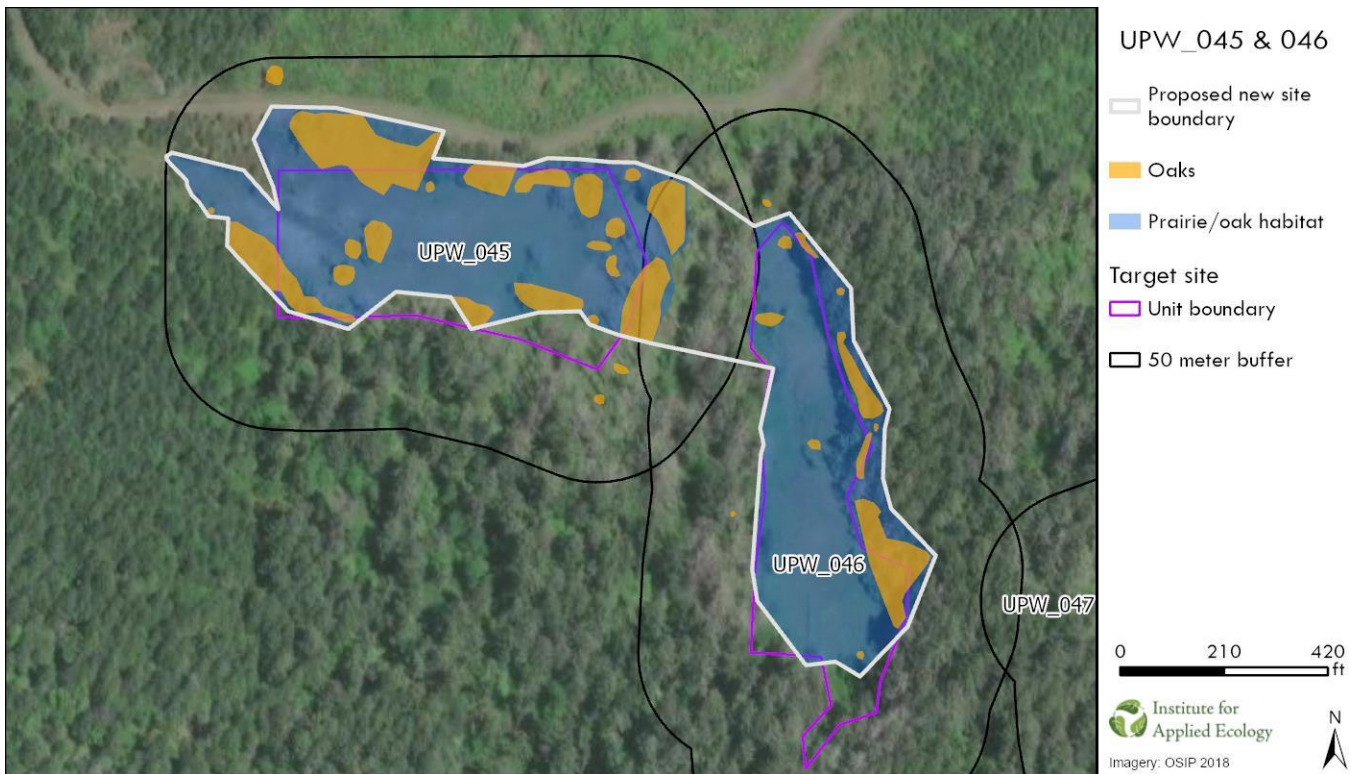 UPW_045 & 046
Proposed new site
boundary
Oaks
Prairie/oak habitat
Target site
Unit boundary
50 meter buffer
UPW_045
UPW_046
UPW_047
0 210 420
ft
Institute for
Applied Ecology
N
Imagery: OSIP 2018